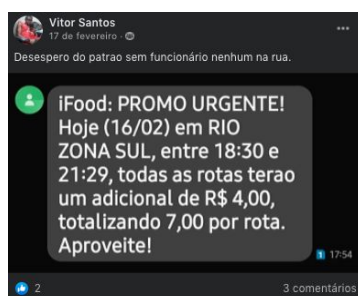 Vitor Santos
17 de fevereiro ·
Desespero do patrao sem funcionário nenhum na rua.
iFood: PROMO URGENTE!
Hoje (16/02) em RIO
ZONA SUL, entre 18:30 e
21:29, todas as rotas terao
um adicional de R$ 4,00,
totalizando 7,00 por rota.
Aproveite!
1 17:54
2 3 comentários